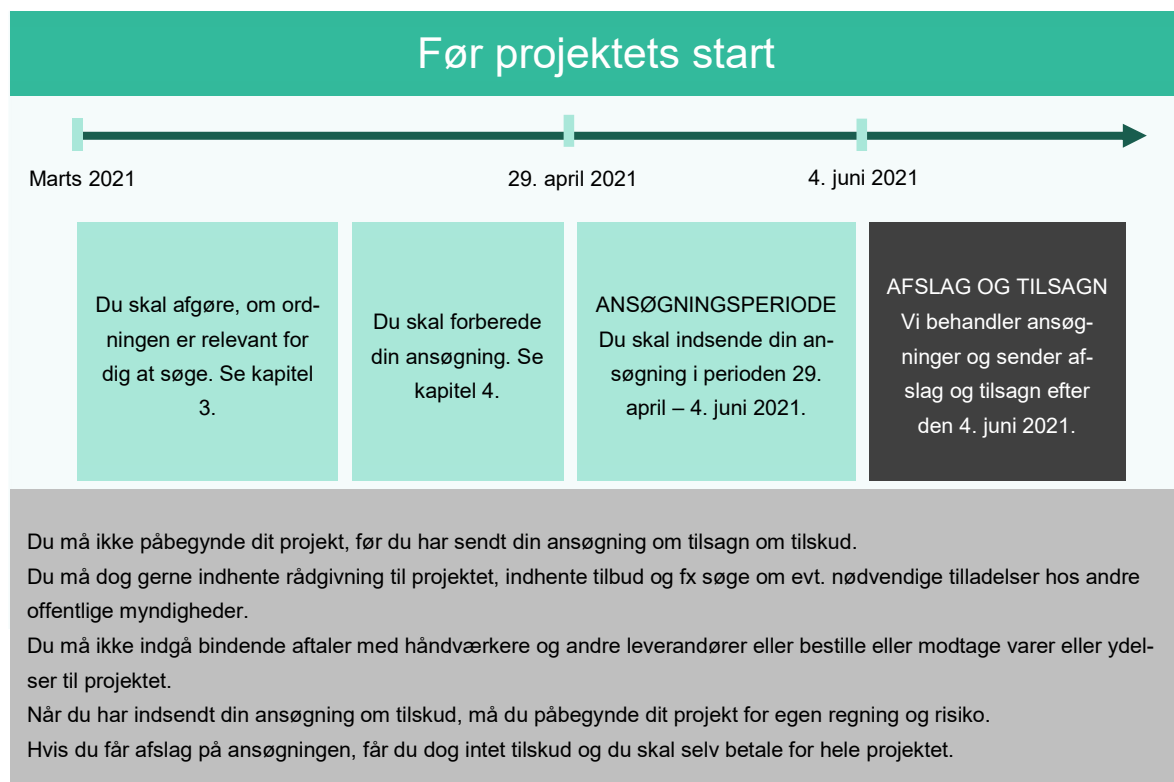 Før projektets start
Marts 2021
29. april 2021
4. juni 2021
Du skal afgøre, om ord-
ningen er relevant for
dig at søge. Se kapitel
3.
Du skal forberede
din ansøgning. Se
kapitel 4.
ANSØGNINGSPERIODE
Du skal indsende din an-
søgning i perioden 29.
april – 4. juni 2021.
AFSLAG OG TILSAGN
Vi behandler ansøg-
ninger og sender af-
slag og tilsagn efter
den 4. juni 2021.
Du må ikke påbegynde dit projekt, før du har sendt din ansøgning om tilsagn om tilskud.
Du må dog gerne indhente rådgivning til projektet, indhente tilbud og fx søge om evt. nødvendige tilladelser hos andre
offentlige myndigheder.
Du må ikke indgå bindende aftaler med håndværkere og andre leverandører eller bestille eller modtage varer eller ydel-
ser til projektet.
Når du har indsendt din ansøgning om tilskud, må du påbegynde dit projekt for egen regning og risiko.
Hvis du får afslag på ansøgningen, får du dog intet tilskud og du skal selv betale for hele projektet.